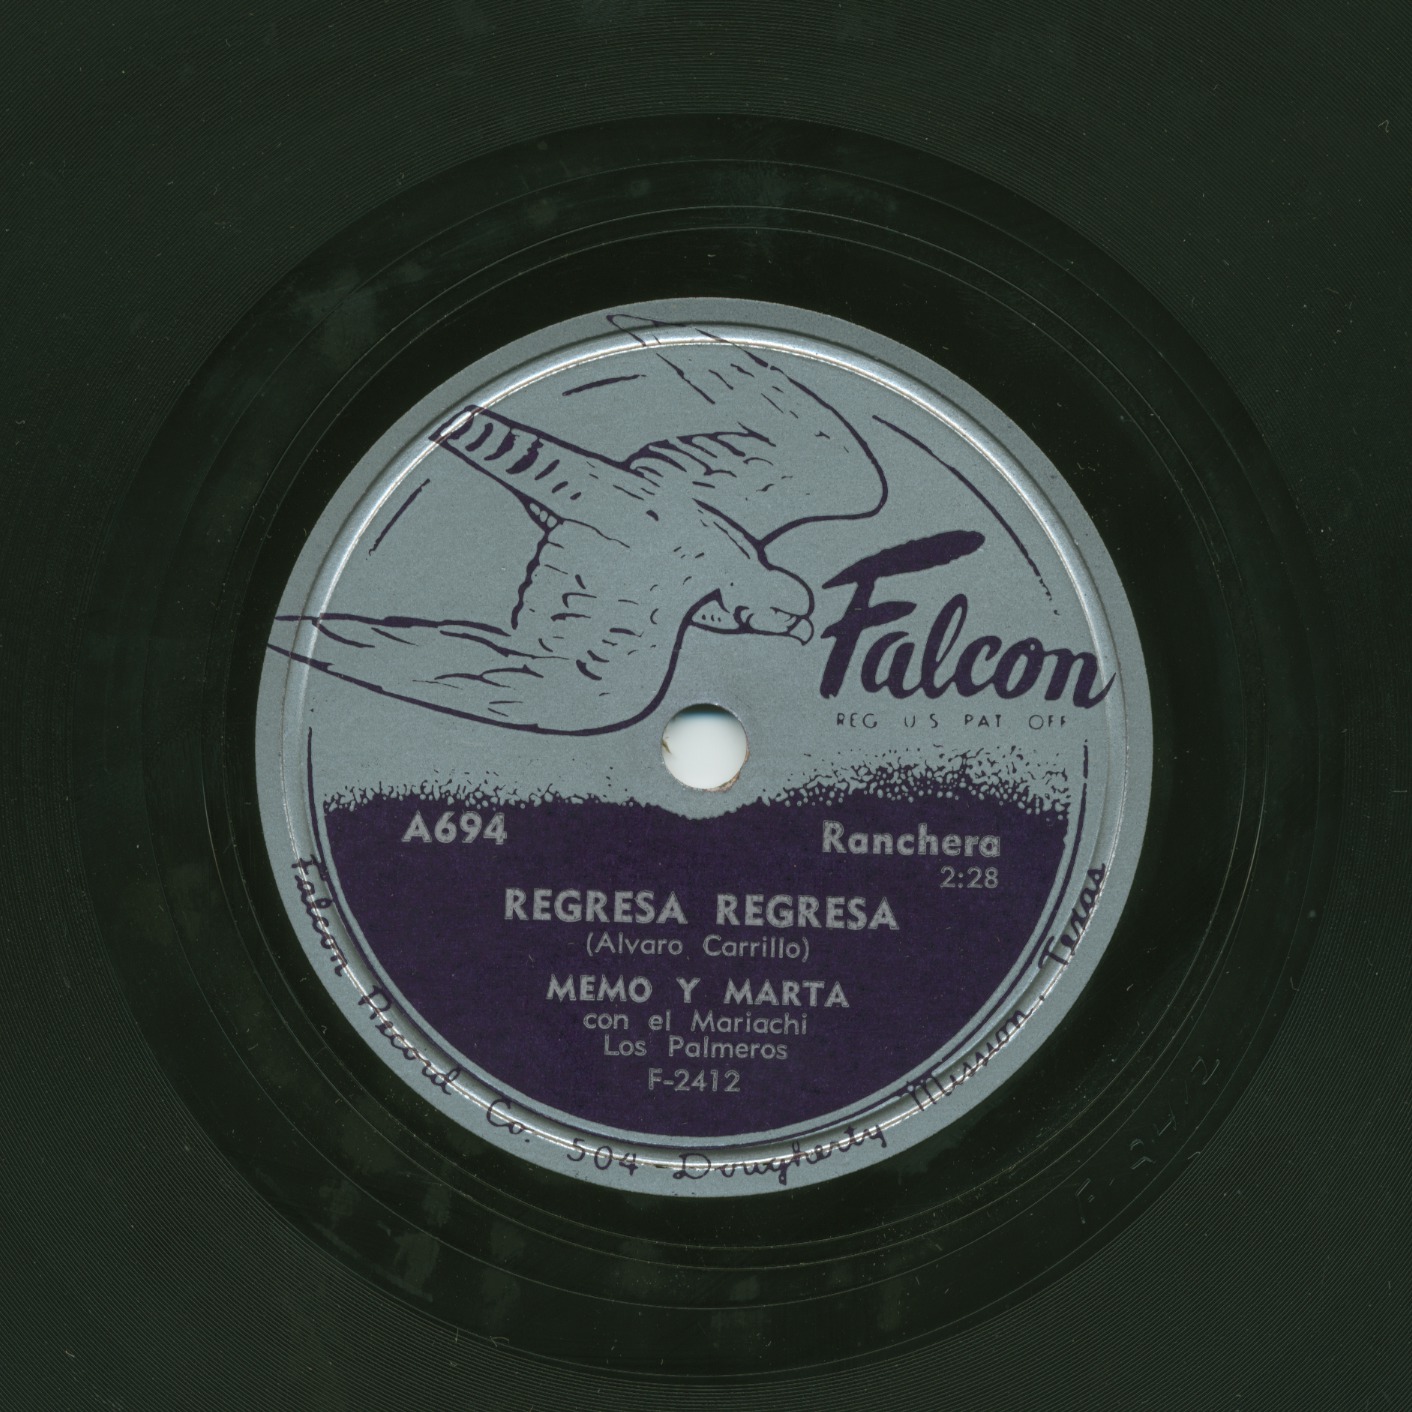 Falcon
REG U S PAT OFF
A694
Ranchera
2:28
REGRESA REGRESA
(Alvaro Carrillo)
MEMO Y MARTA
con el Mariachi
Los Palmeros
F-2412
Falcon Record Co. 504 Dougherty Mission, Texas
F-2412